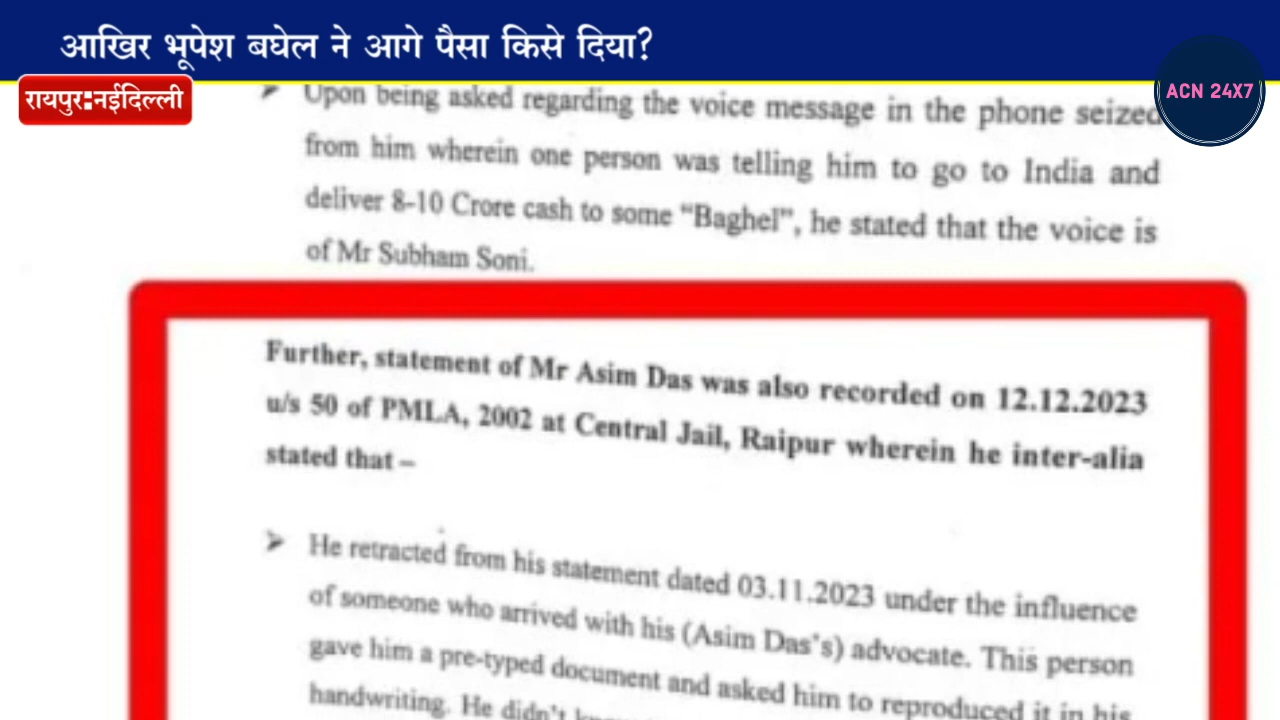 आखिर भूपेश बघेल ने आगे पैसा किसे दिया?
रायपुर:नईदिल्ली
ACN 24X7
➤ Upon being asked regarding the voice message in the phone seized
from him wherein one person was telling him to go to India and
deliver 8-10 Crore cash to some “Baghel”, he stated that the voice is
of Mr Subham Soni.
Further, statement of Mr Asim Das was also recorded on 12.12.2023
u/s 50 of PMLA, 2002 at Central Jail, Raipur wherein he inter-alia
stated that –
➤ He retracted from his statement dated 03.11.2023 under the influence
of someone who arrived with his (Asim Das’s) advocate. This person
gave him a pre-typed document and asked him to reproduced it in his
handwriting. He didn’t